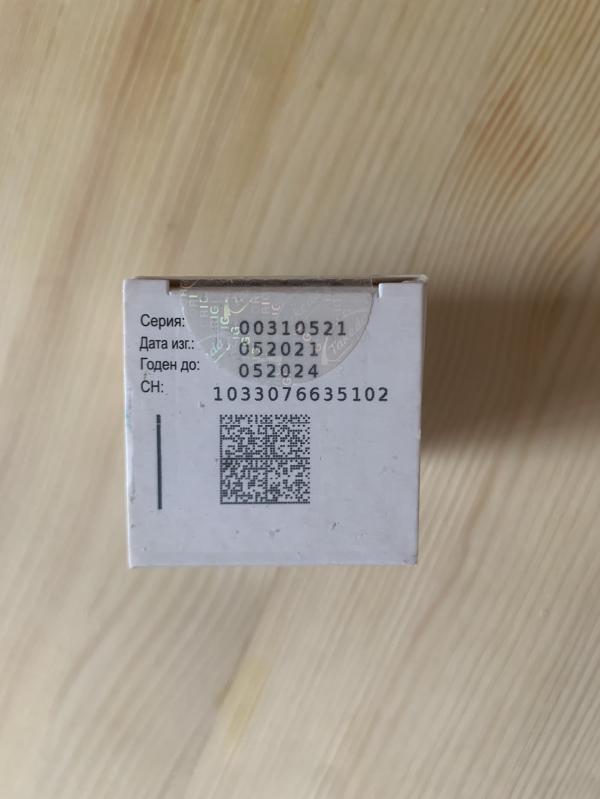 Серия: 00310521
Дата изг.: 052021
Годен до: 052024
СН: 1033076635102